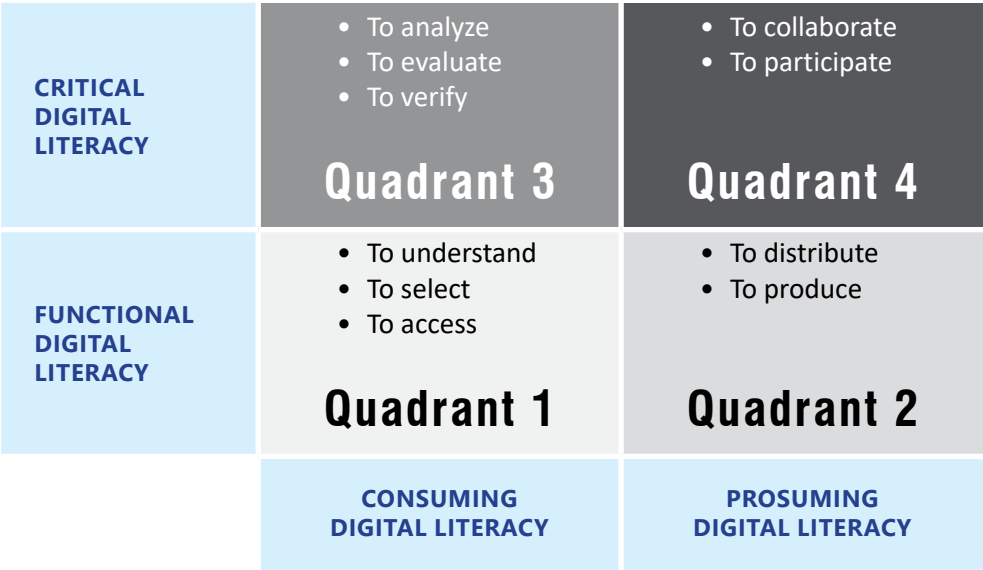 CRITICAL
DIGITAL
LITERACY
• To analyze
• To evaluate
• To verify
Quadrant 3
• To collaborate
• To participate
Quadrant 4
FUNCTIONAL
DIGITAL
LITERACY
• To understand
• To select
• To access
Quadrant 1
• To distribute
• To produce
Quadrant 2
CONSUMING
DIGITAL LITERACY
PROSUMING
DIGITAL LITERACY